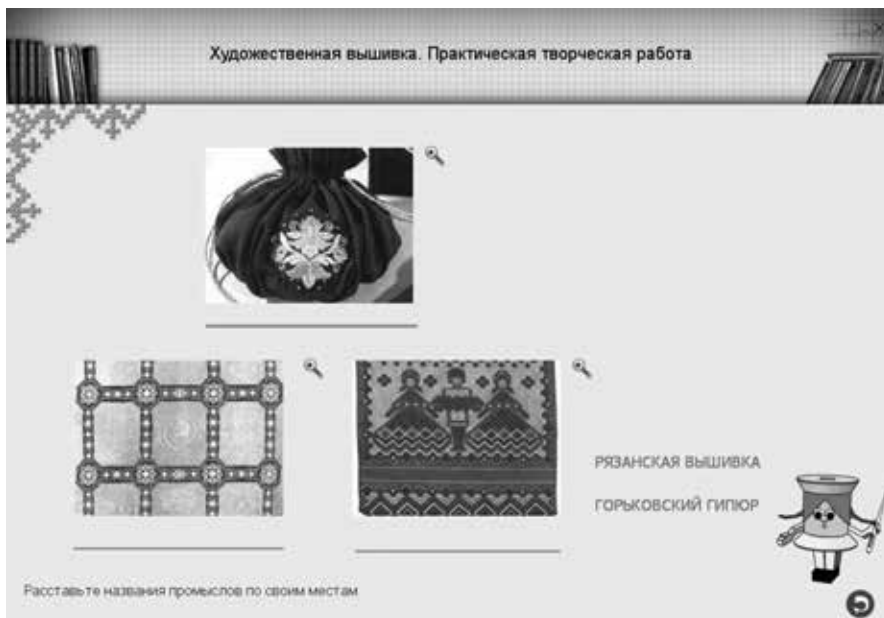 Художественная вышивка. Практическая творческая работа
РЯЗАНСКАЯ ВЫШИВКА
ГОРЬКОВСКИЙ ГИПЮР
Расставьте названия промыслов по своим местам